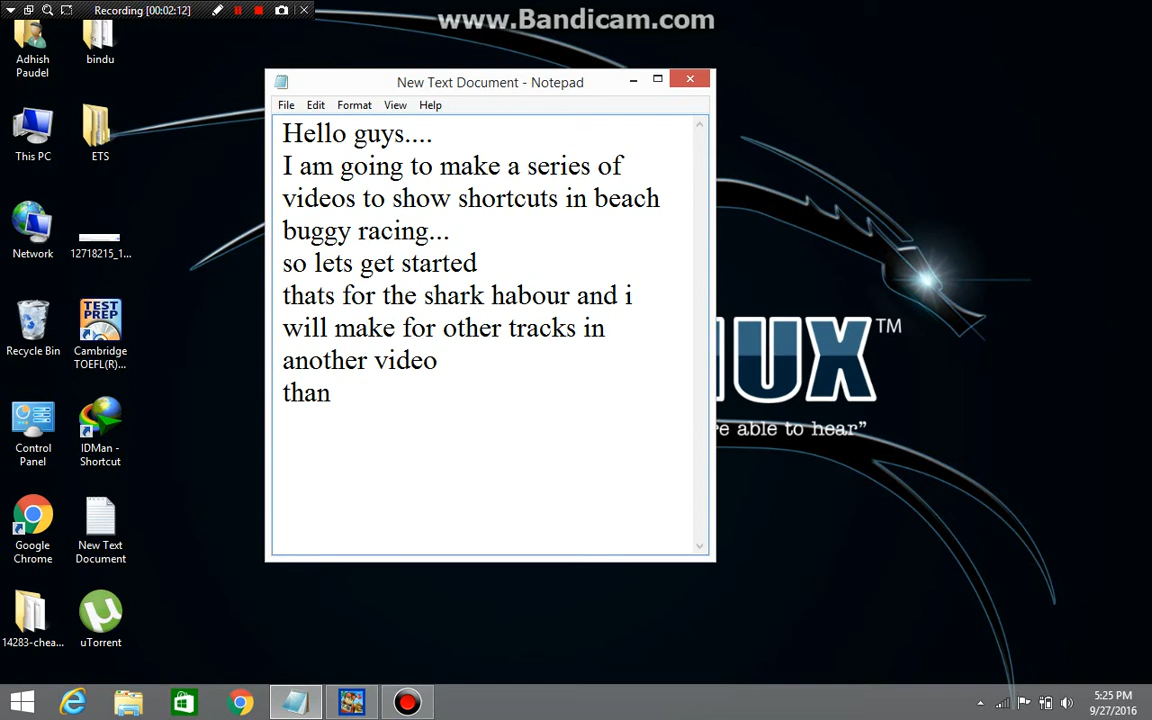 Recording [00:02:12]
www.Bandicam.com
Adhish
Paudel
bindu
This PC
ETS
Network
12718215_1...
Recycle Bin
TEST
PREP
Cambridge
TOEFL(R)...
Control
Panel
IDMan -
Shortcut
Google
Chrome
New Text
Document
14283-chea...
uTorrent
New Text Document - Notepad
File Edit Format View Help
Hello guys....
I am going to make a series of
videos to show shortcuts in beach
buggy racing...
so lets get started
thats for the shark habour and i
will make for other tracks in
another video
than
UX TM
re able to hear”
5:25 PM
9/27/2016